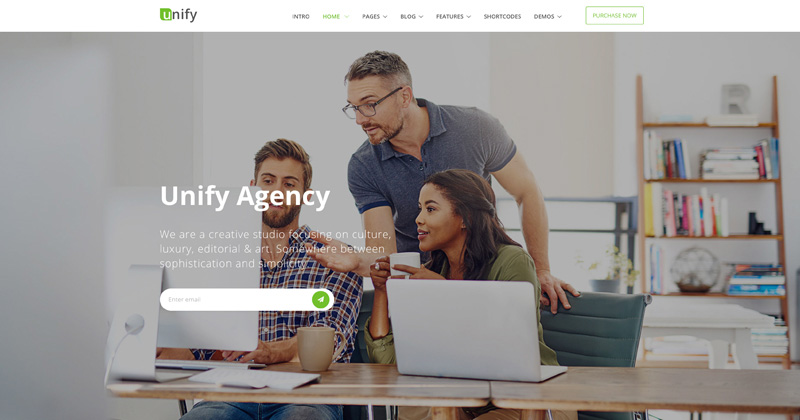 unify
INTRO HOME PAGES BLOG FEATURES SHORTCODES DEMOS PURCHASE NOW
Unify Agency
We are a creative studio focusing on culture,
luxury, editorial & art. Somewhere between
sophistication and simplicity.
Enter email